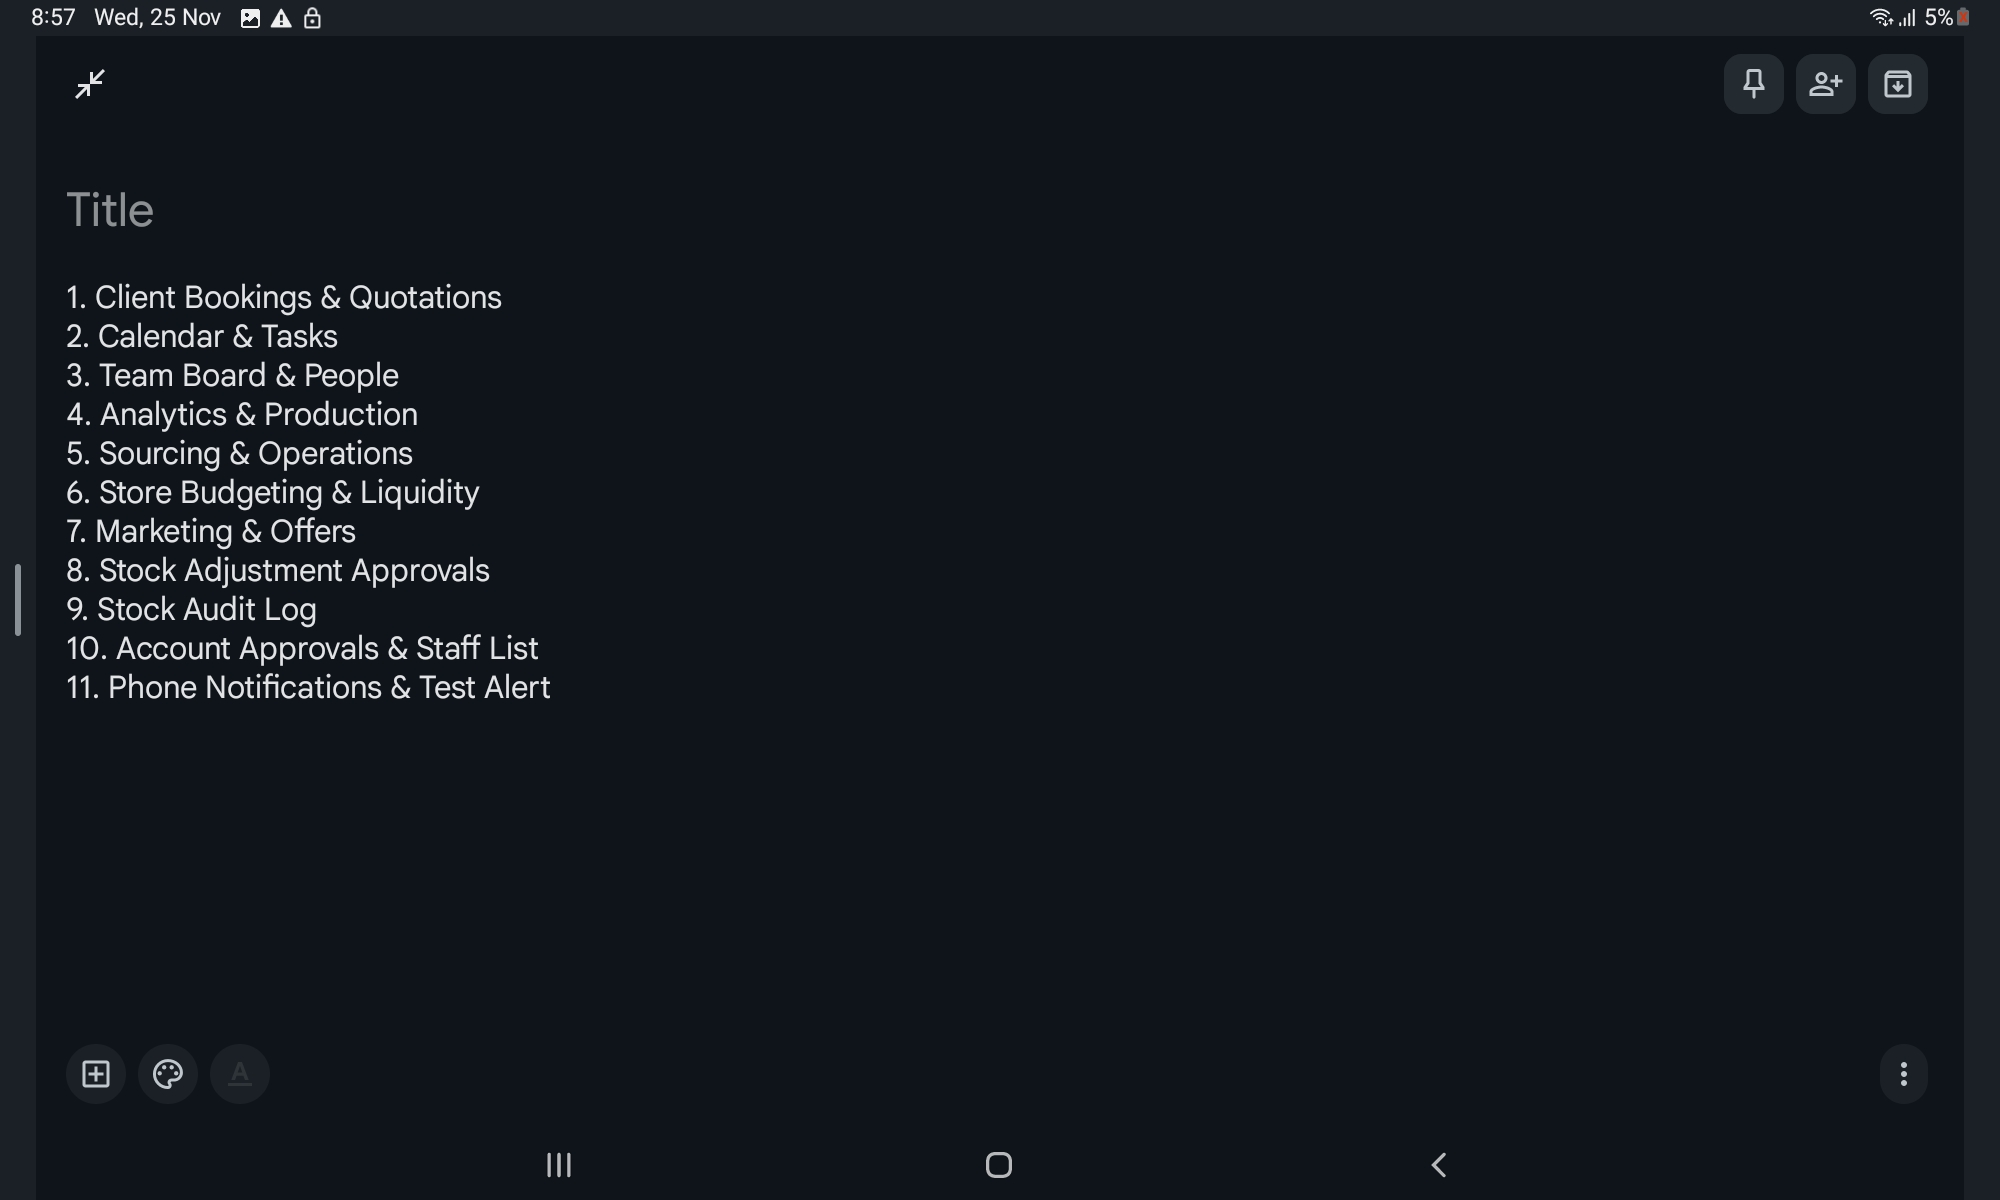 8:57 Wed, 25 Nov 5%
Title
1. Client Bookings & Quotations
2. Calendar & Tasks
3. Team Board & People
4. Analytics & Production
5. Sourcing & Operations
6. Store Budgeting & Liquidity
7. Marketing & Offers
8. Stock Adjustment Approvals
9. Stock Audit Log
10. Account Approvals & Staff List
11. Phone Notifications & Test Alert
A